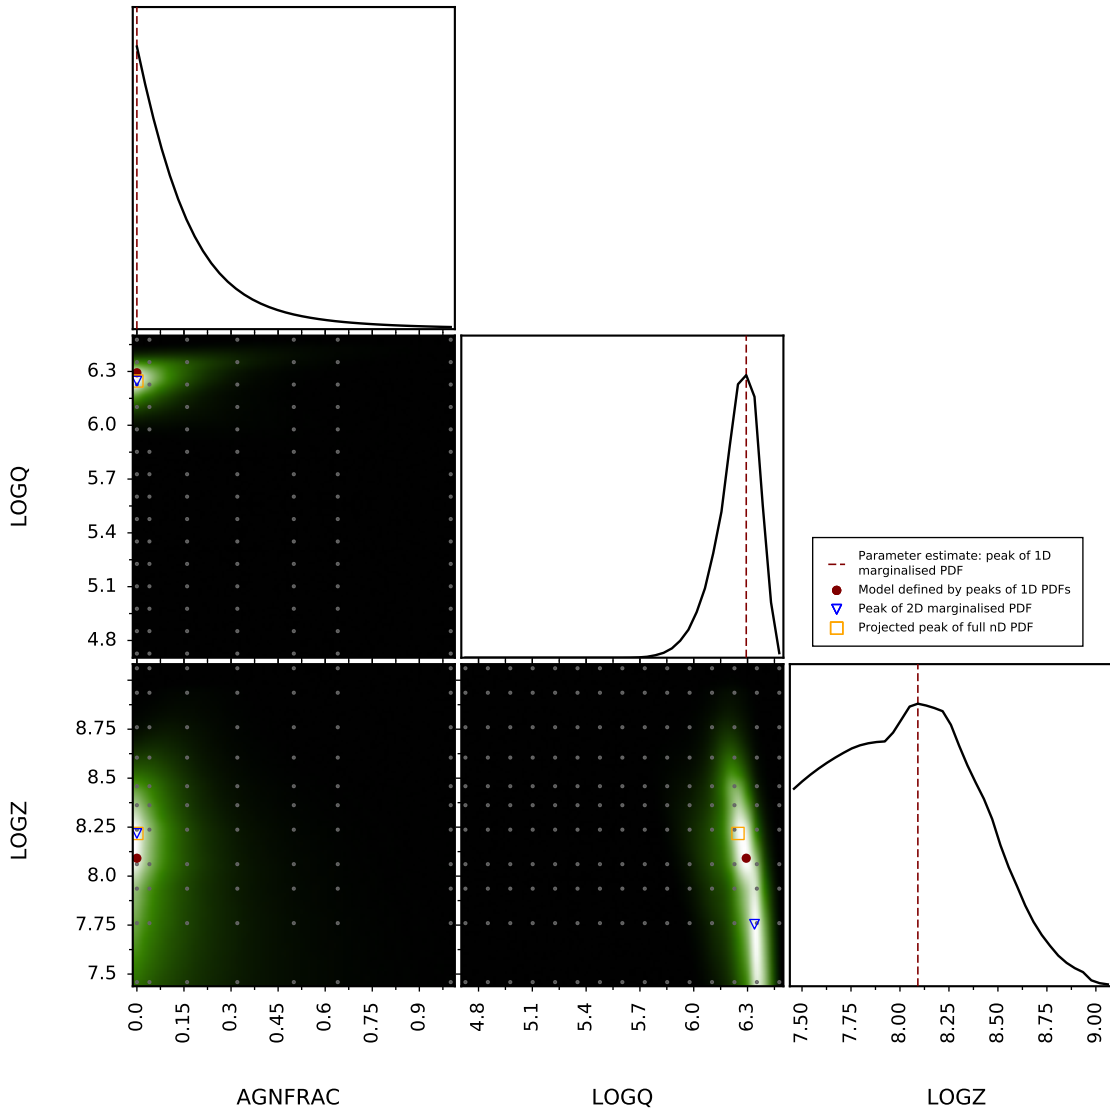 6.3
6.0
5.7
5.4
5.1
4.8
LOGQ
Parameter estimate: peak of 1D
marginalised PDF
Model defined by peaks of 1D PDFs
Peak of 2D marginalised PDF
Projected peak of full nD PDF
8.75
8.5
8.25
8.0
7.75
7.5
LOGZ
0.0 0.15 0.3 0.45 0.6 0.75 0.9
4.8 5.1 5.4 5.7 6.0 6.3
7.50 7.75 8.00 8.25 8.50 8.75 9.00
AGNFRAC LOGQ LOGZ